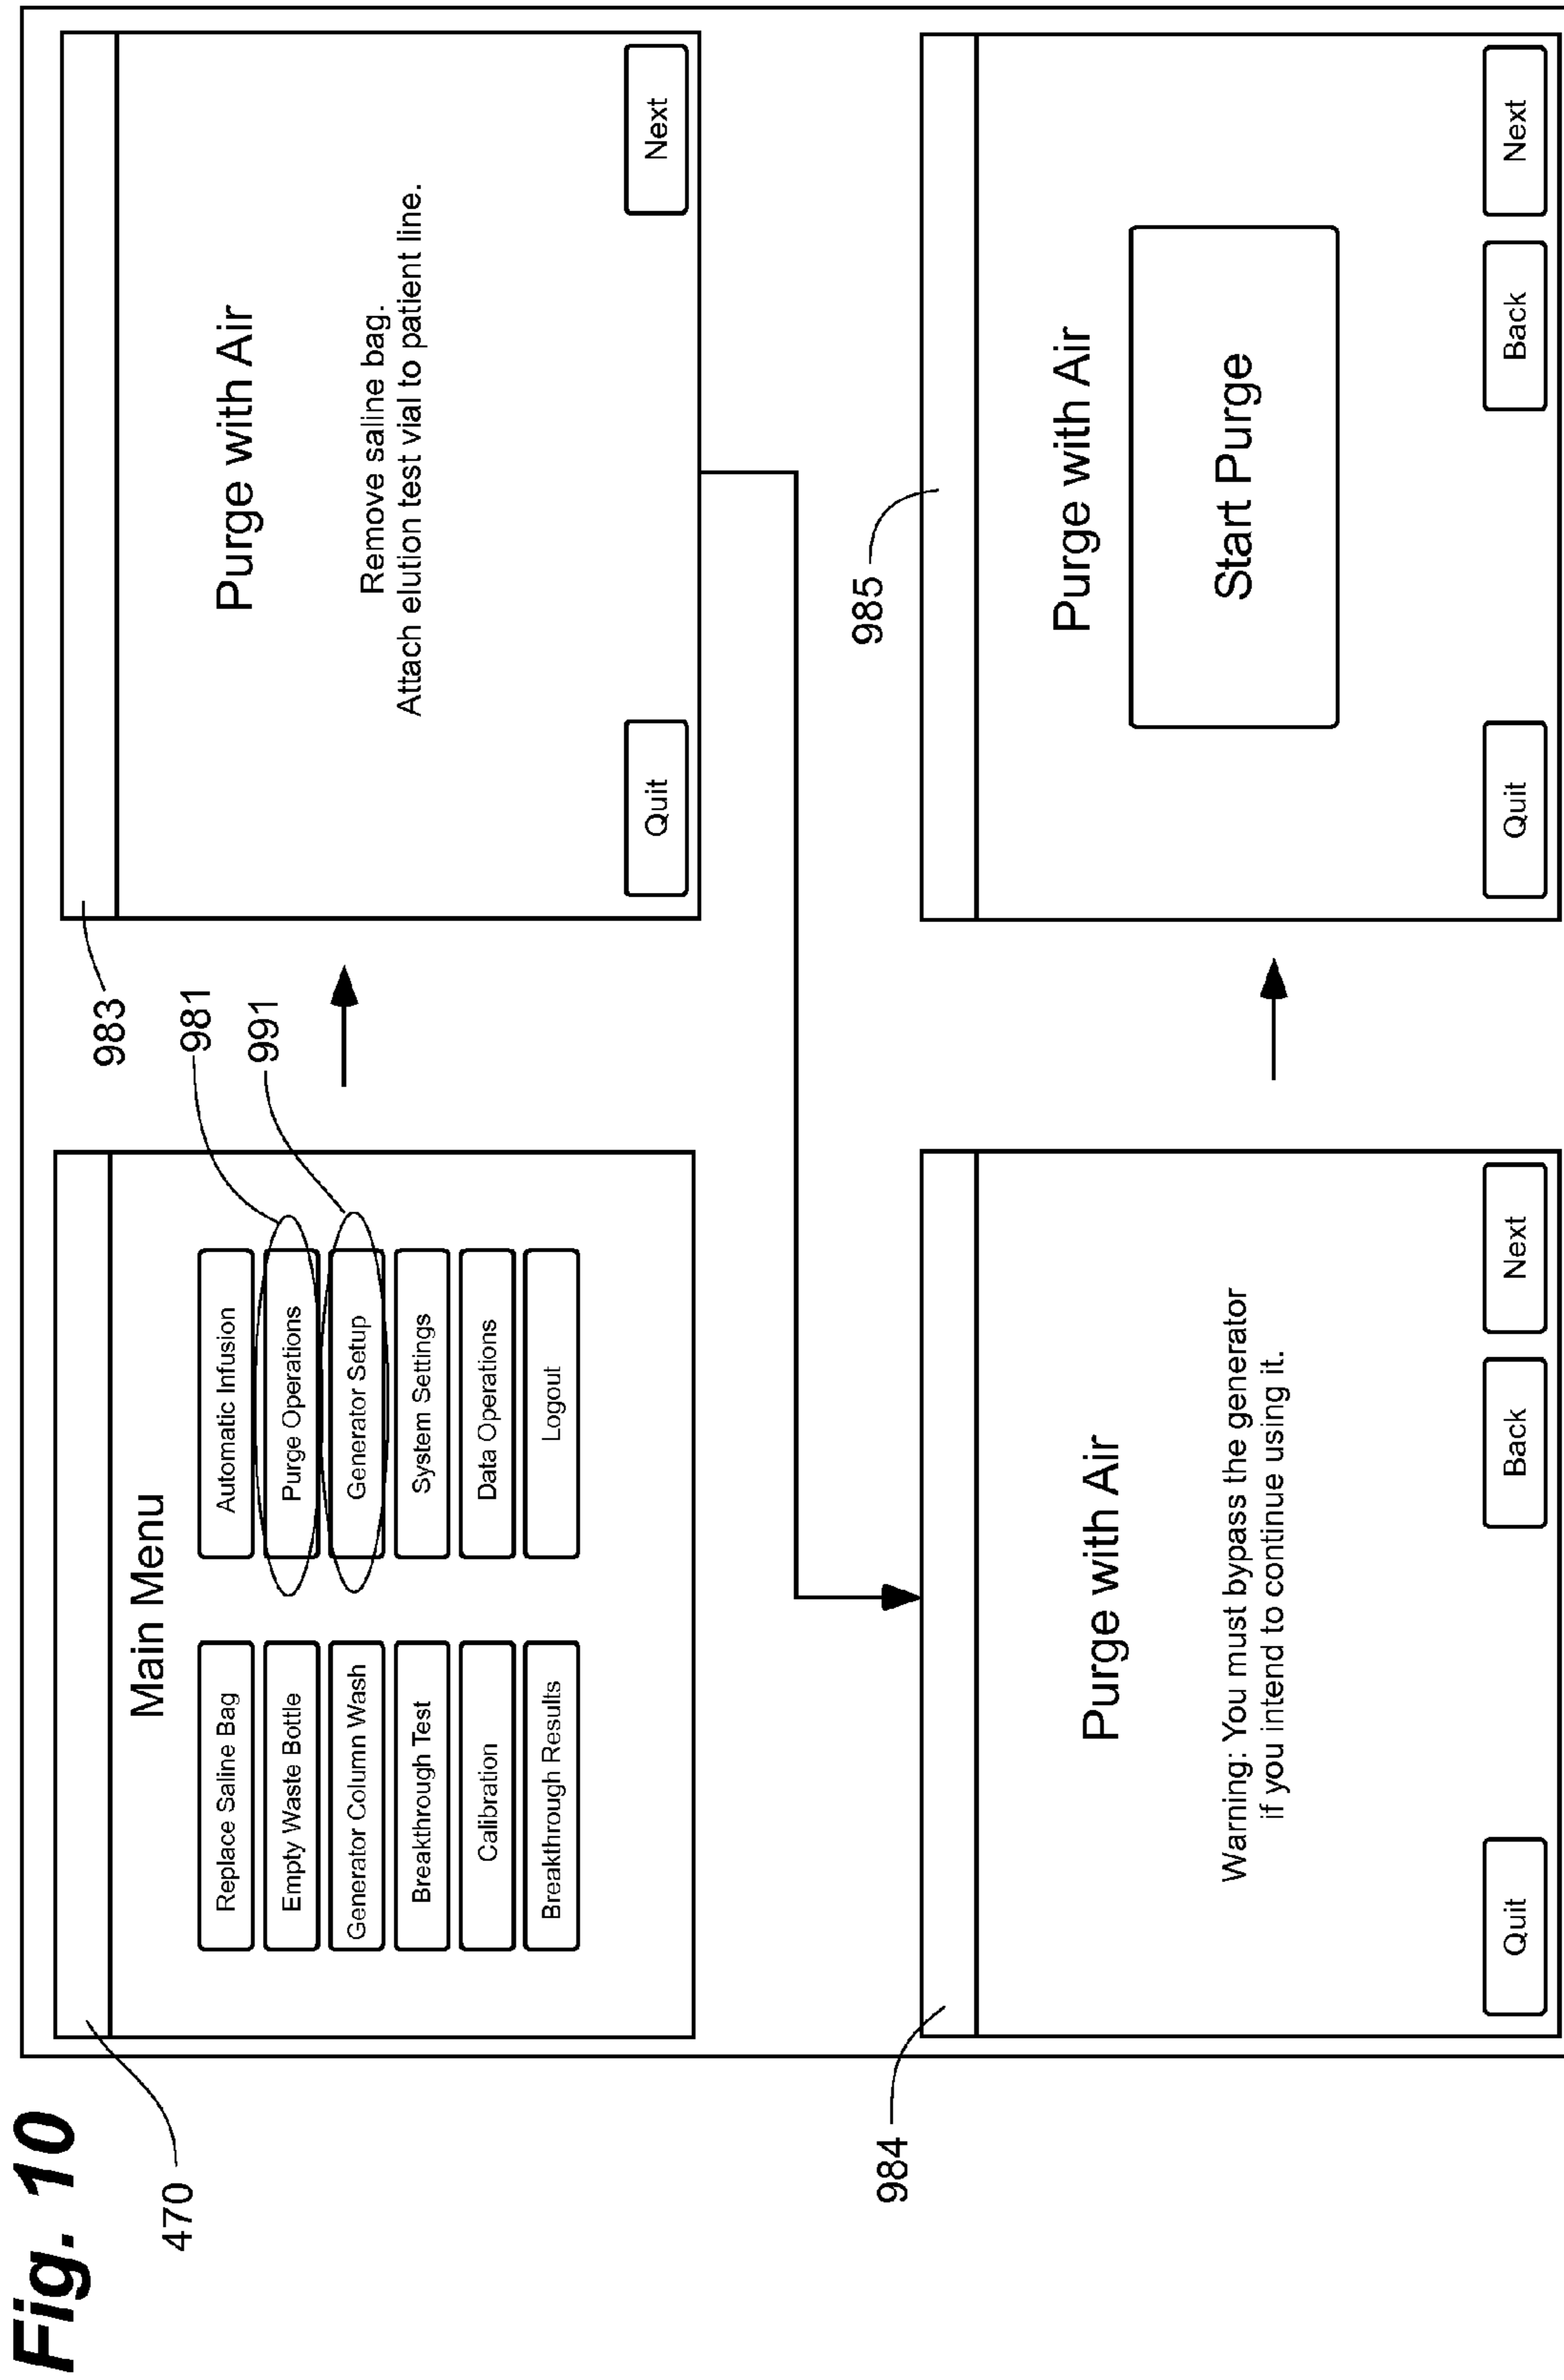 Fig. 10
470
Main Menu
Replace Saline Bag
Automatic Infusion
Empty Waste Bottle
Purge Operations
Generator Column Wash
Generator Setup
Breakthrough Test
System Settings
Calibration
Data Operations
Breakthrough Results
Logout
981
991
983
Purge with Air
Remove saline bag.
Attach elution test vial to patient line.
Quit
Next
984
Purge with Air
Warning: You must bypass the generator
if you intend to continue using it.
Quit
Back
Next
985
Purge with Air
Start Purge
Quit
Back
Next